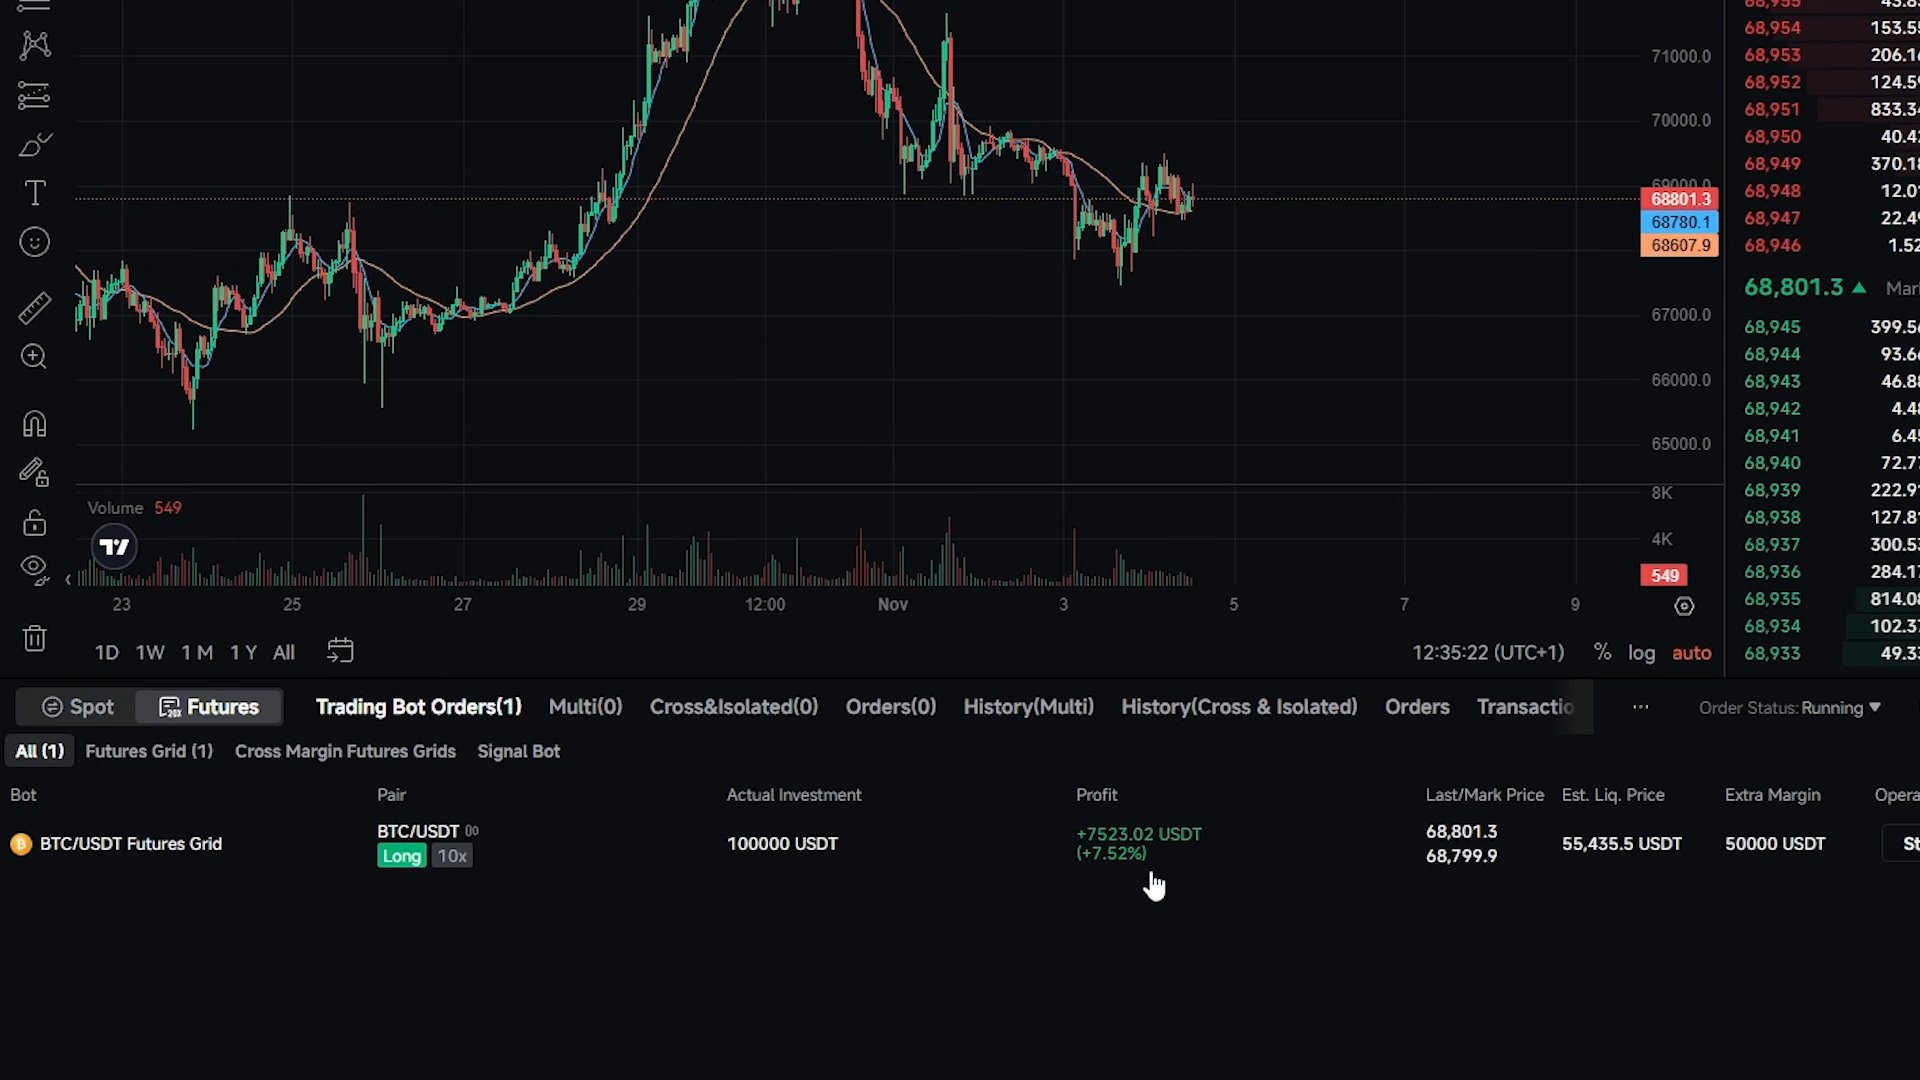 68,955 43.8
68,954 153.5
68,953 206.1
68,952 124.5
68,951 833.3
68,950 40.4
68,949 370.1
68,948 12.0
68,947 22.4
68,946 1.52
68,801.3 Mar
68,945 399.5
68,944 93.6
68,943 46.8
68,942 4.4
68,941 6.4
68,940 72.7
68,939 222.9
68,938 127.8
68,937 300.5
68,936 284.1
68,935 814.0
68,934 102.3
68,933 49.3
71000.0
70000.0
69000.0
68801.3
68780.1
68607.9
67000.0
66000.0
65000.0
8K
4K
549
Volume 549
23 25 27 29 12:00 Nov 3 5 7 9
1D 1W 1M 1Y All
12:35:22 (UTC+1) % log auto
Spot Futures Trading Bot Orders(1) Multi(0) Cross&Isolated(0) Orders(0) History(Multi) History(Cross & Isolated) Orders Transactio ... Order Status: Running
All (1) Futures Grid (1) Cross Margin Futures Grids Signal Bot
Bot Pair Actual Investment Profit Last/Mark Price Est. Liq. Price Extra Margin Opera
BTC/USDT Futures Grid
BTC/USDT
Long 10x
100000 USDT
+7523.02 USDT
(+7.52%)
68,801.3
68,799.9
55,435.5 USDT
50000 USDT
St